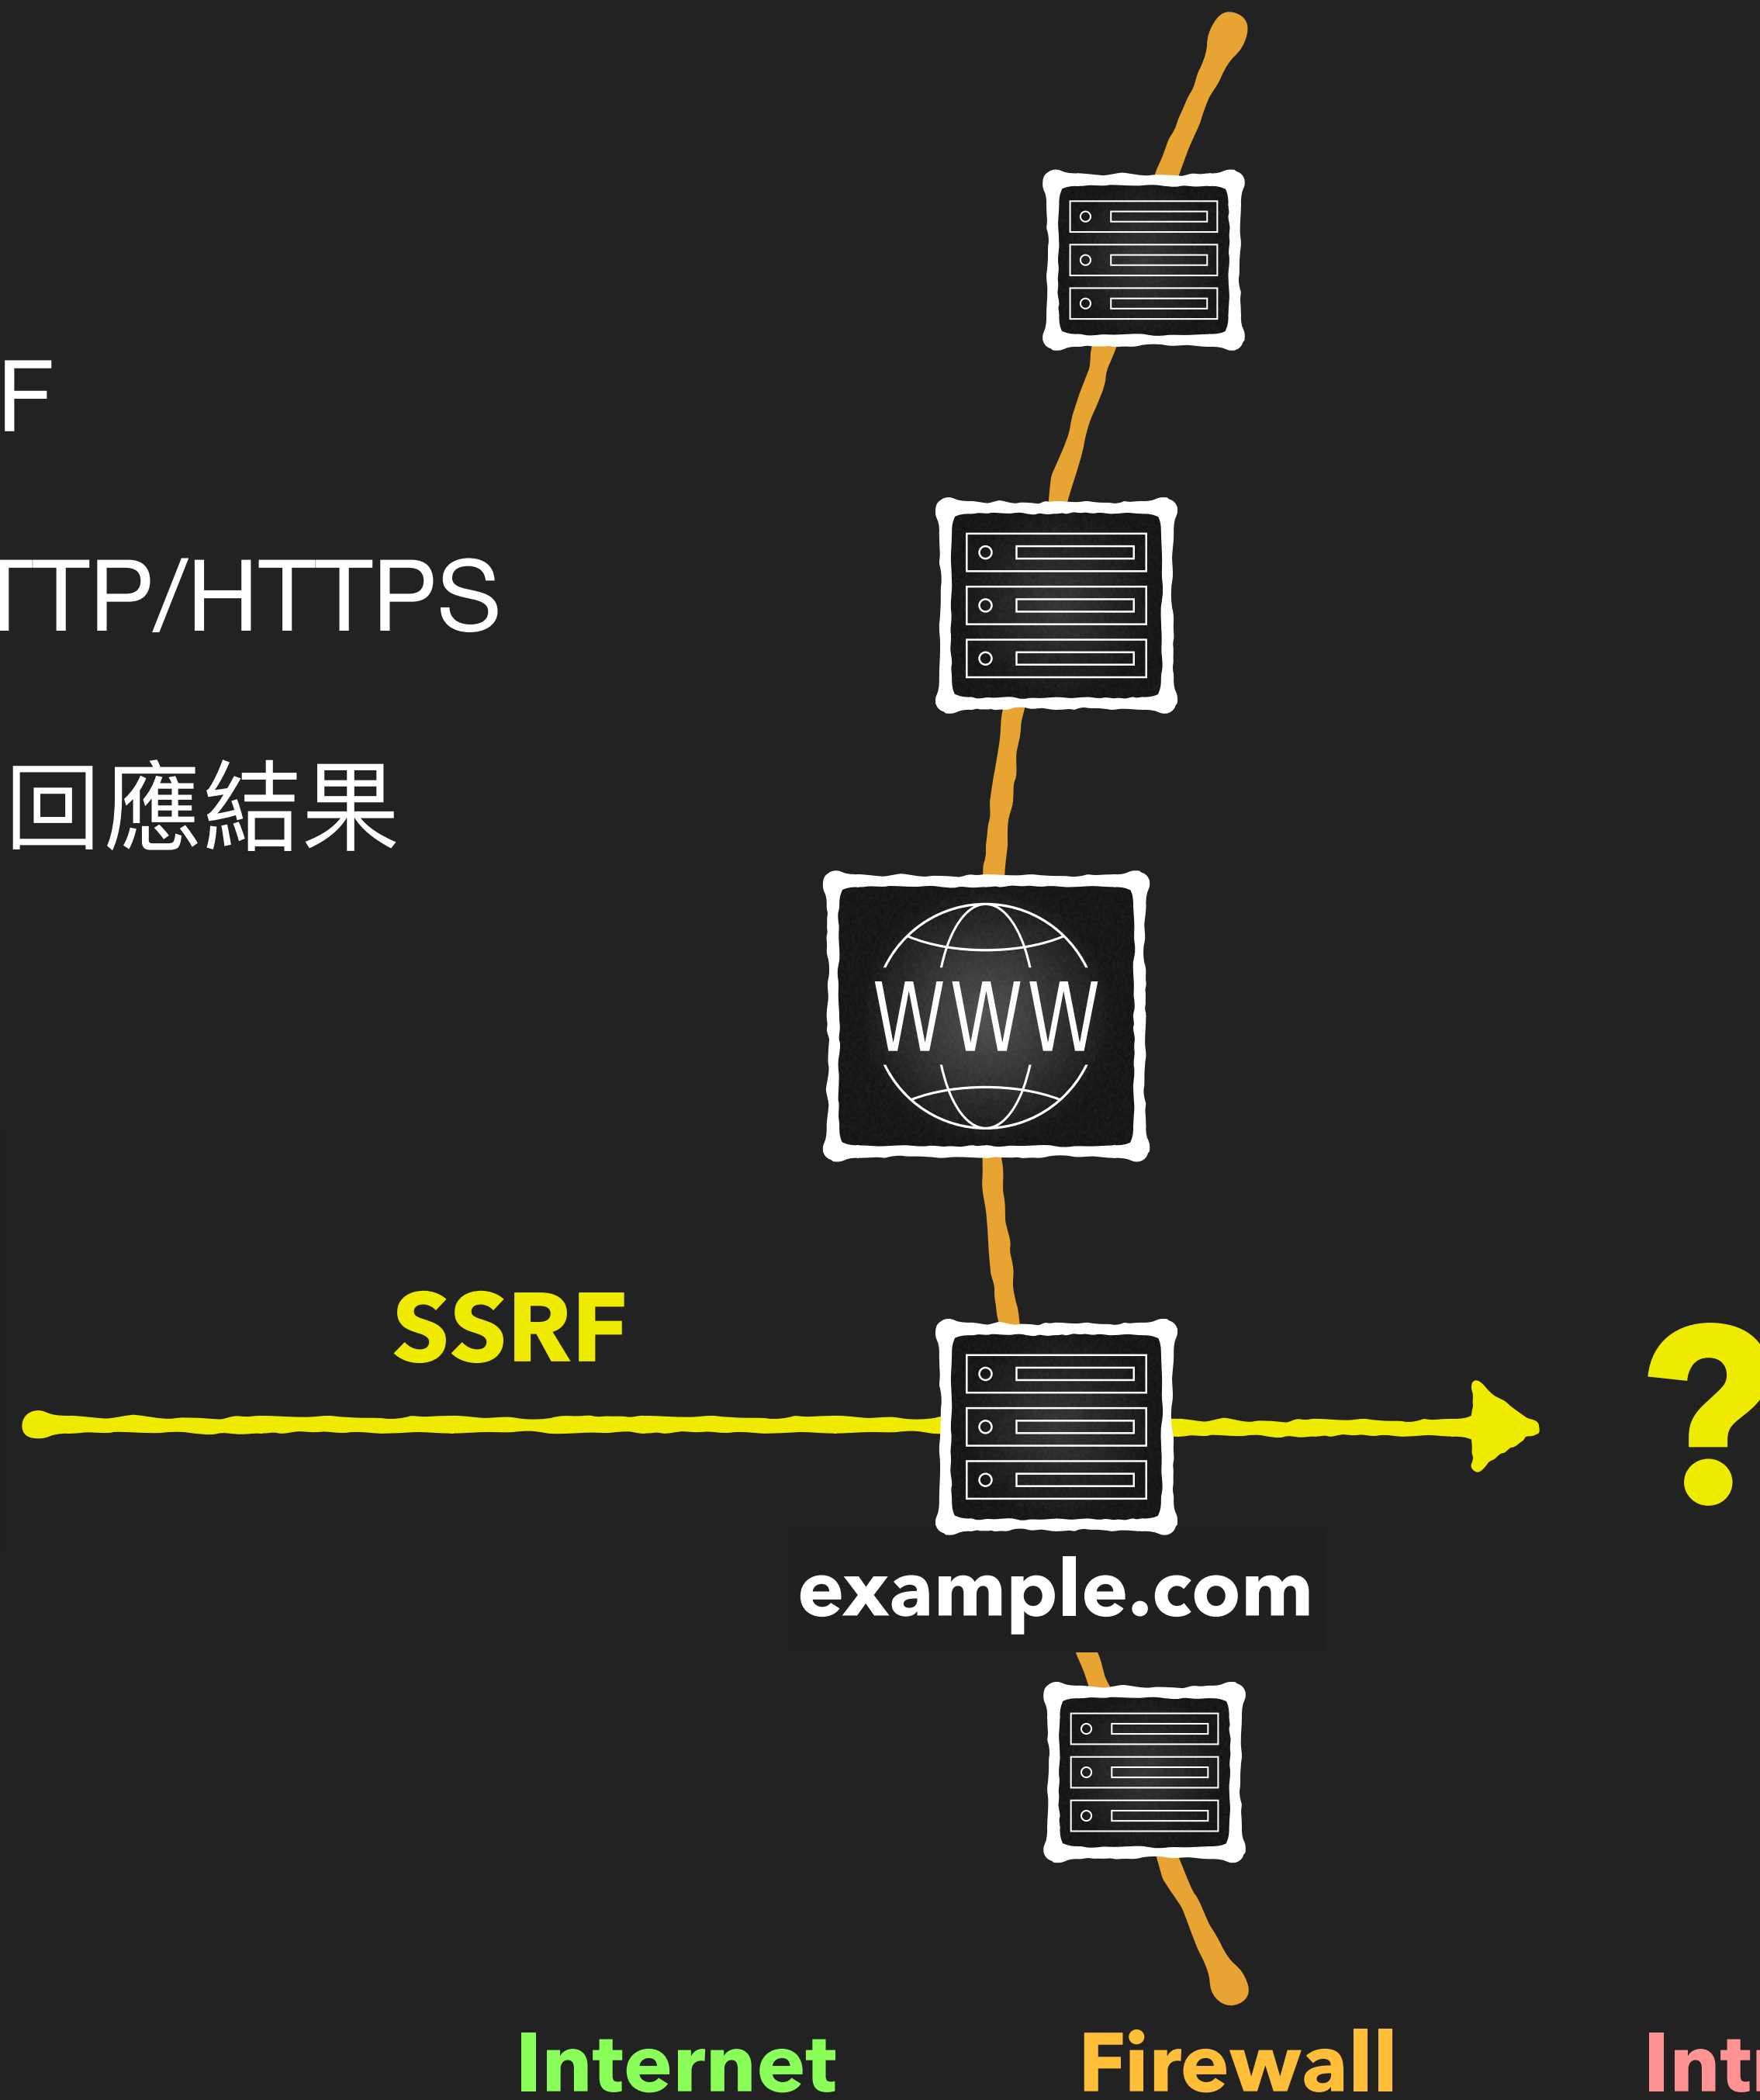 F
TTP/HTTPS
回應結果
WWW
SSRF
?
example.com
Internet
Firewall
Int